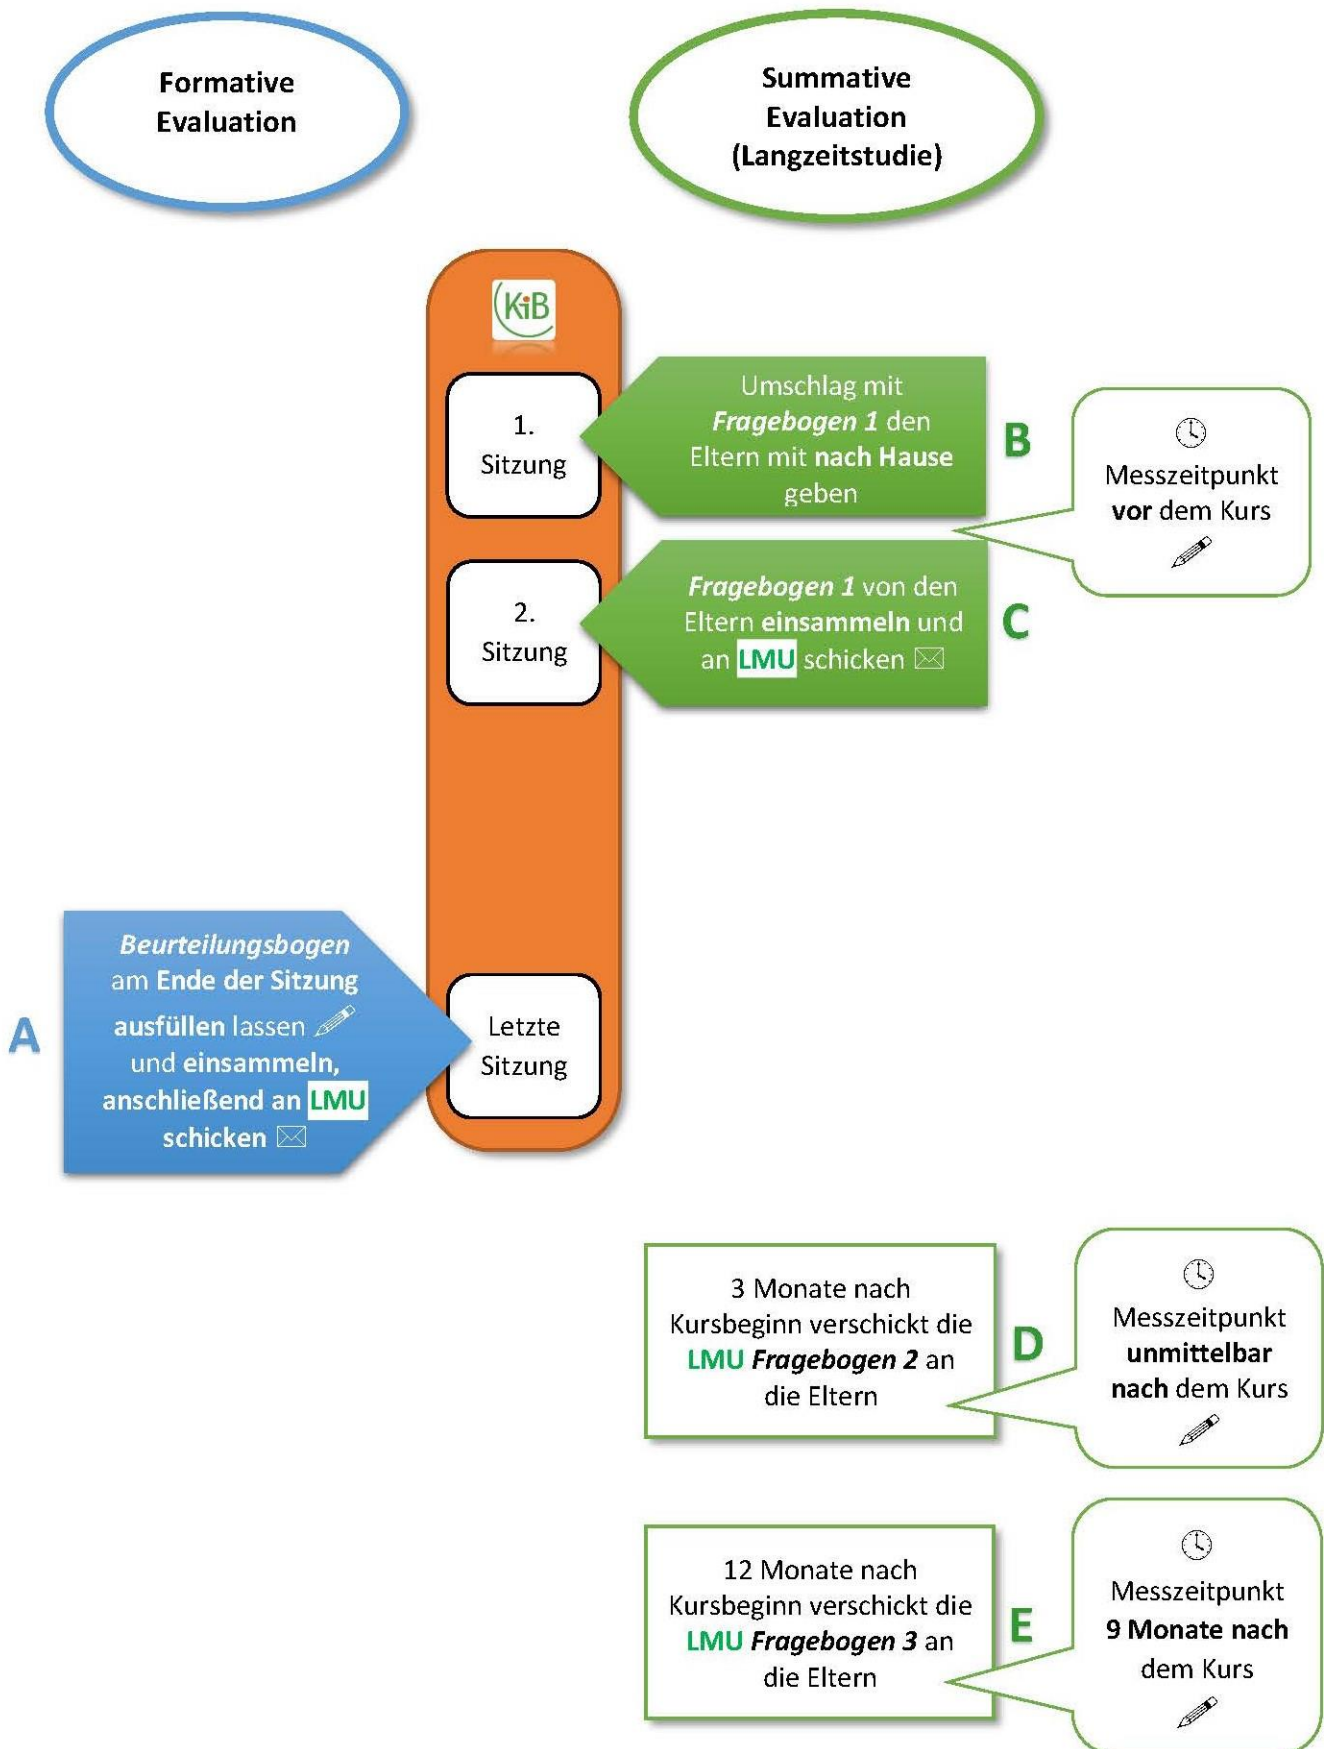 Formative
Evaluation
Summative
Evaluation
(Langzeitstudie)
KiB
1.
Sitzung
Umschlag mit
Fragebogen 1 den
Eltern mit nach Hause
geben
B
Messzeitpunkt
vor dem Kurs
2.
Sitzung
Fragebogen 1 von den
Eltern einsammeln und
an LMU schicken
C
A
Beurteilungsbogen
am Ende der Sitzung
ausfüllen lassen
und einsammeln,
anschließend an LMU
schicken
Letzte
Sitzung
3 Monate nach
Kursbeginn verschickt die
LMU Fragebogen 2 an
die Eltern
D
Messzeitpunkt
unmittelbar
nach dem Kurs
12 Monate nach
Kursbeginn verschickt die
LMU Fragebogen 3 an
die Eltern
E
Messzeitpunkt
9 Monate nach
dem Kurs